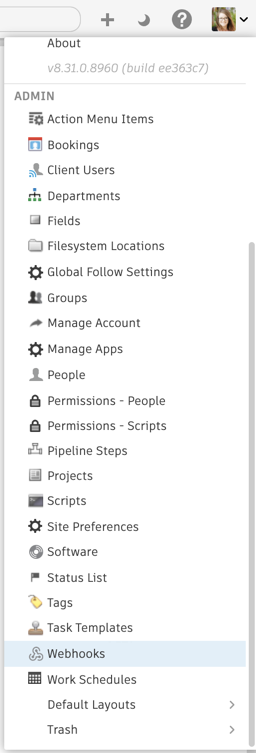 About
v8.31.0.8960 (build ee363c7)
ADMIN
Action Menu Items
Bookings
Client Users
Departments
Fields
Filesystem Locations
Global Follow Settings
Groups
Manage Account
Manage Apps
People
Permissions - People
Permissions - Scripts
Pipeline Steps
Projects
Scripts
Site Preferences
Software
Status List
Tags
Task Templates
Webhooks
Work Schedules
Default Layouts
Trash